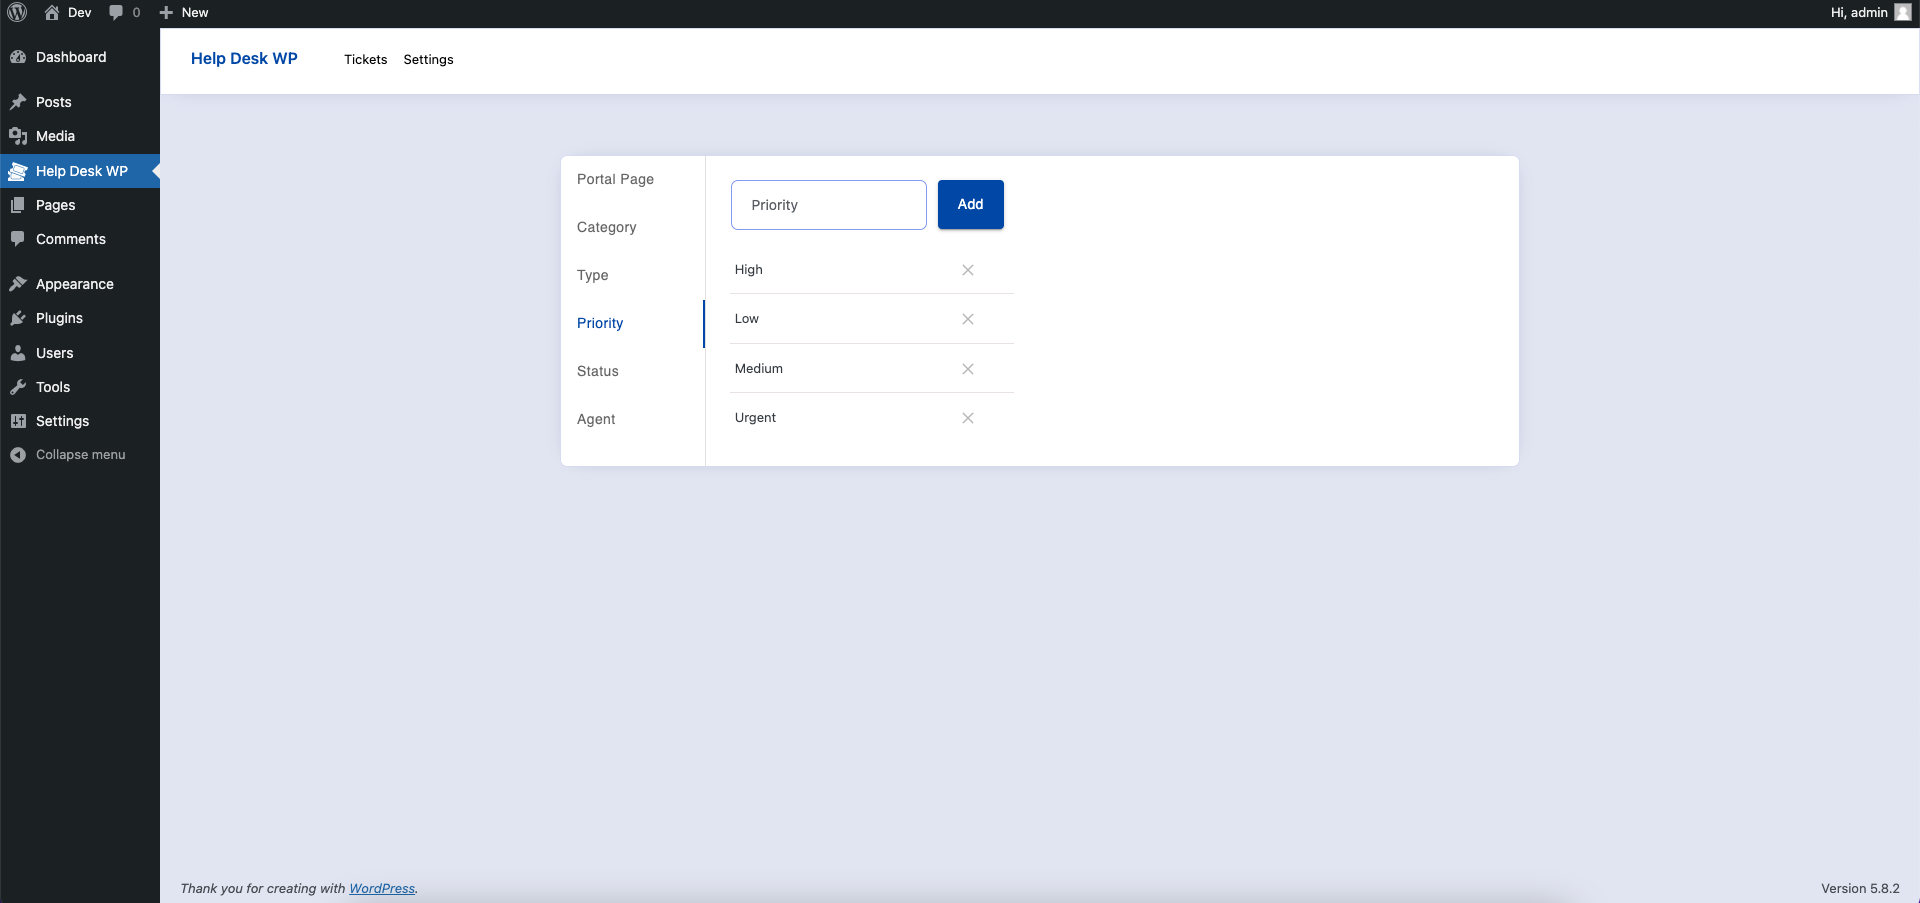 Dev 0 New Hi, admin
Dashboard
Posts
Media
Help Desk WP
Pages
Comments
Appearance
Plugins
Users
Tools
Settings
Collapse menu
Help Desk WP Tickets Settings
Portal Page
Category
Type
Priority
Status
Agent
Priority Add
High
Low
Medium
Urgent
Thank you for creating with WordPress. Version 5.8.2